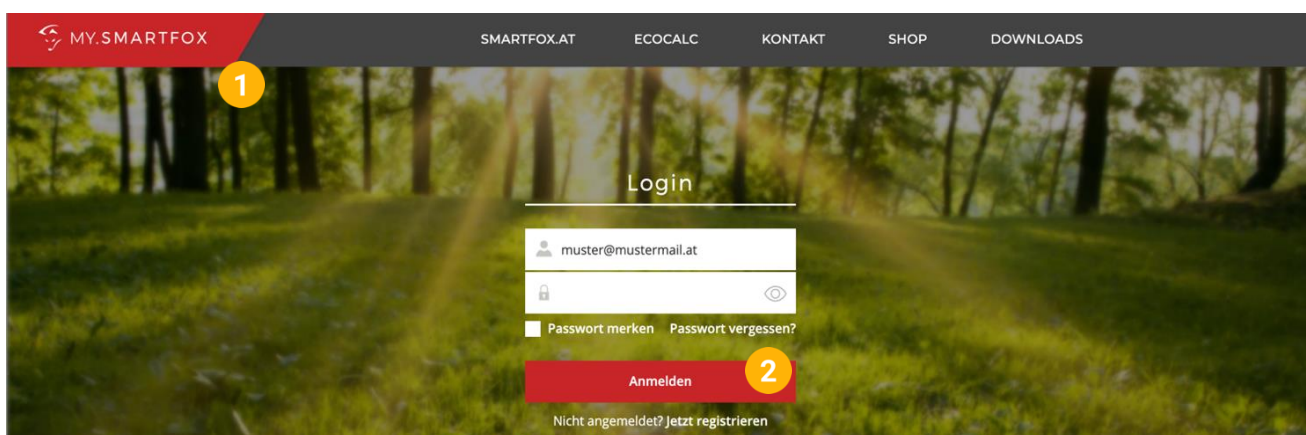 MY.SMARTFOX SMARTFOX.AT ECOCALC KONTAKT SHOP DOWNLOADS
1
Login
muster@mustermail.at
Passwort merken Passwort vergessen?
Anmelden 2
Nicht angemeldet? Jetzt registrieren